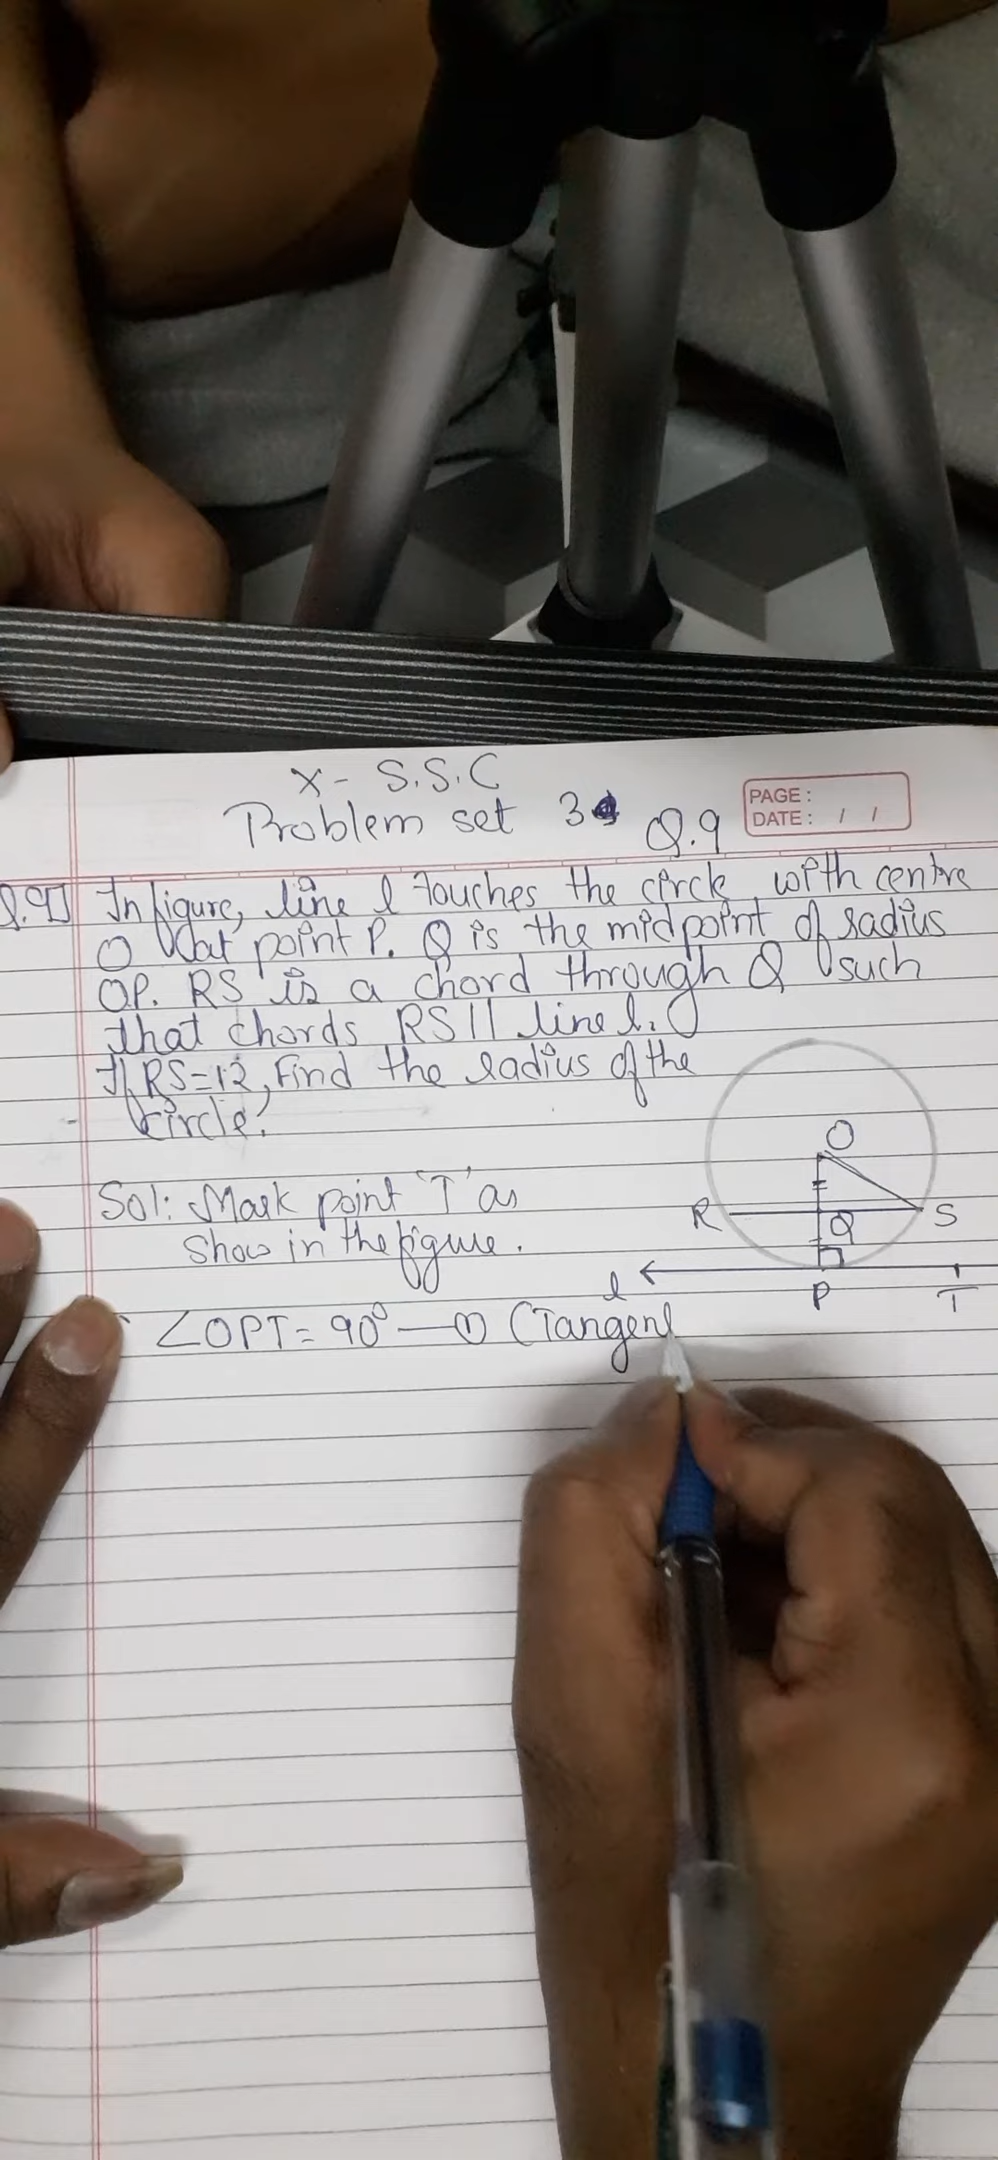 X - S.S.C
Problem set 3 Q.9
PAGE :
DATE : / /
Q.9] In figure, line l touches the circle with centre
O at point P. Q is the midpoint of radius
OP. RS is a chord through Q such
that chords RS || line l.
If RS=12, Find the radius of the
circle.
O
R Q S
l P T
Sol: Mark point 'T' as
show in the figure.
∠OPT = 90° — ① (Tangent